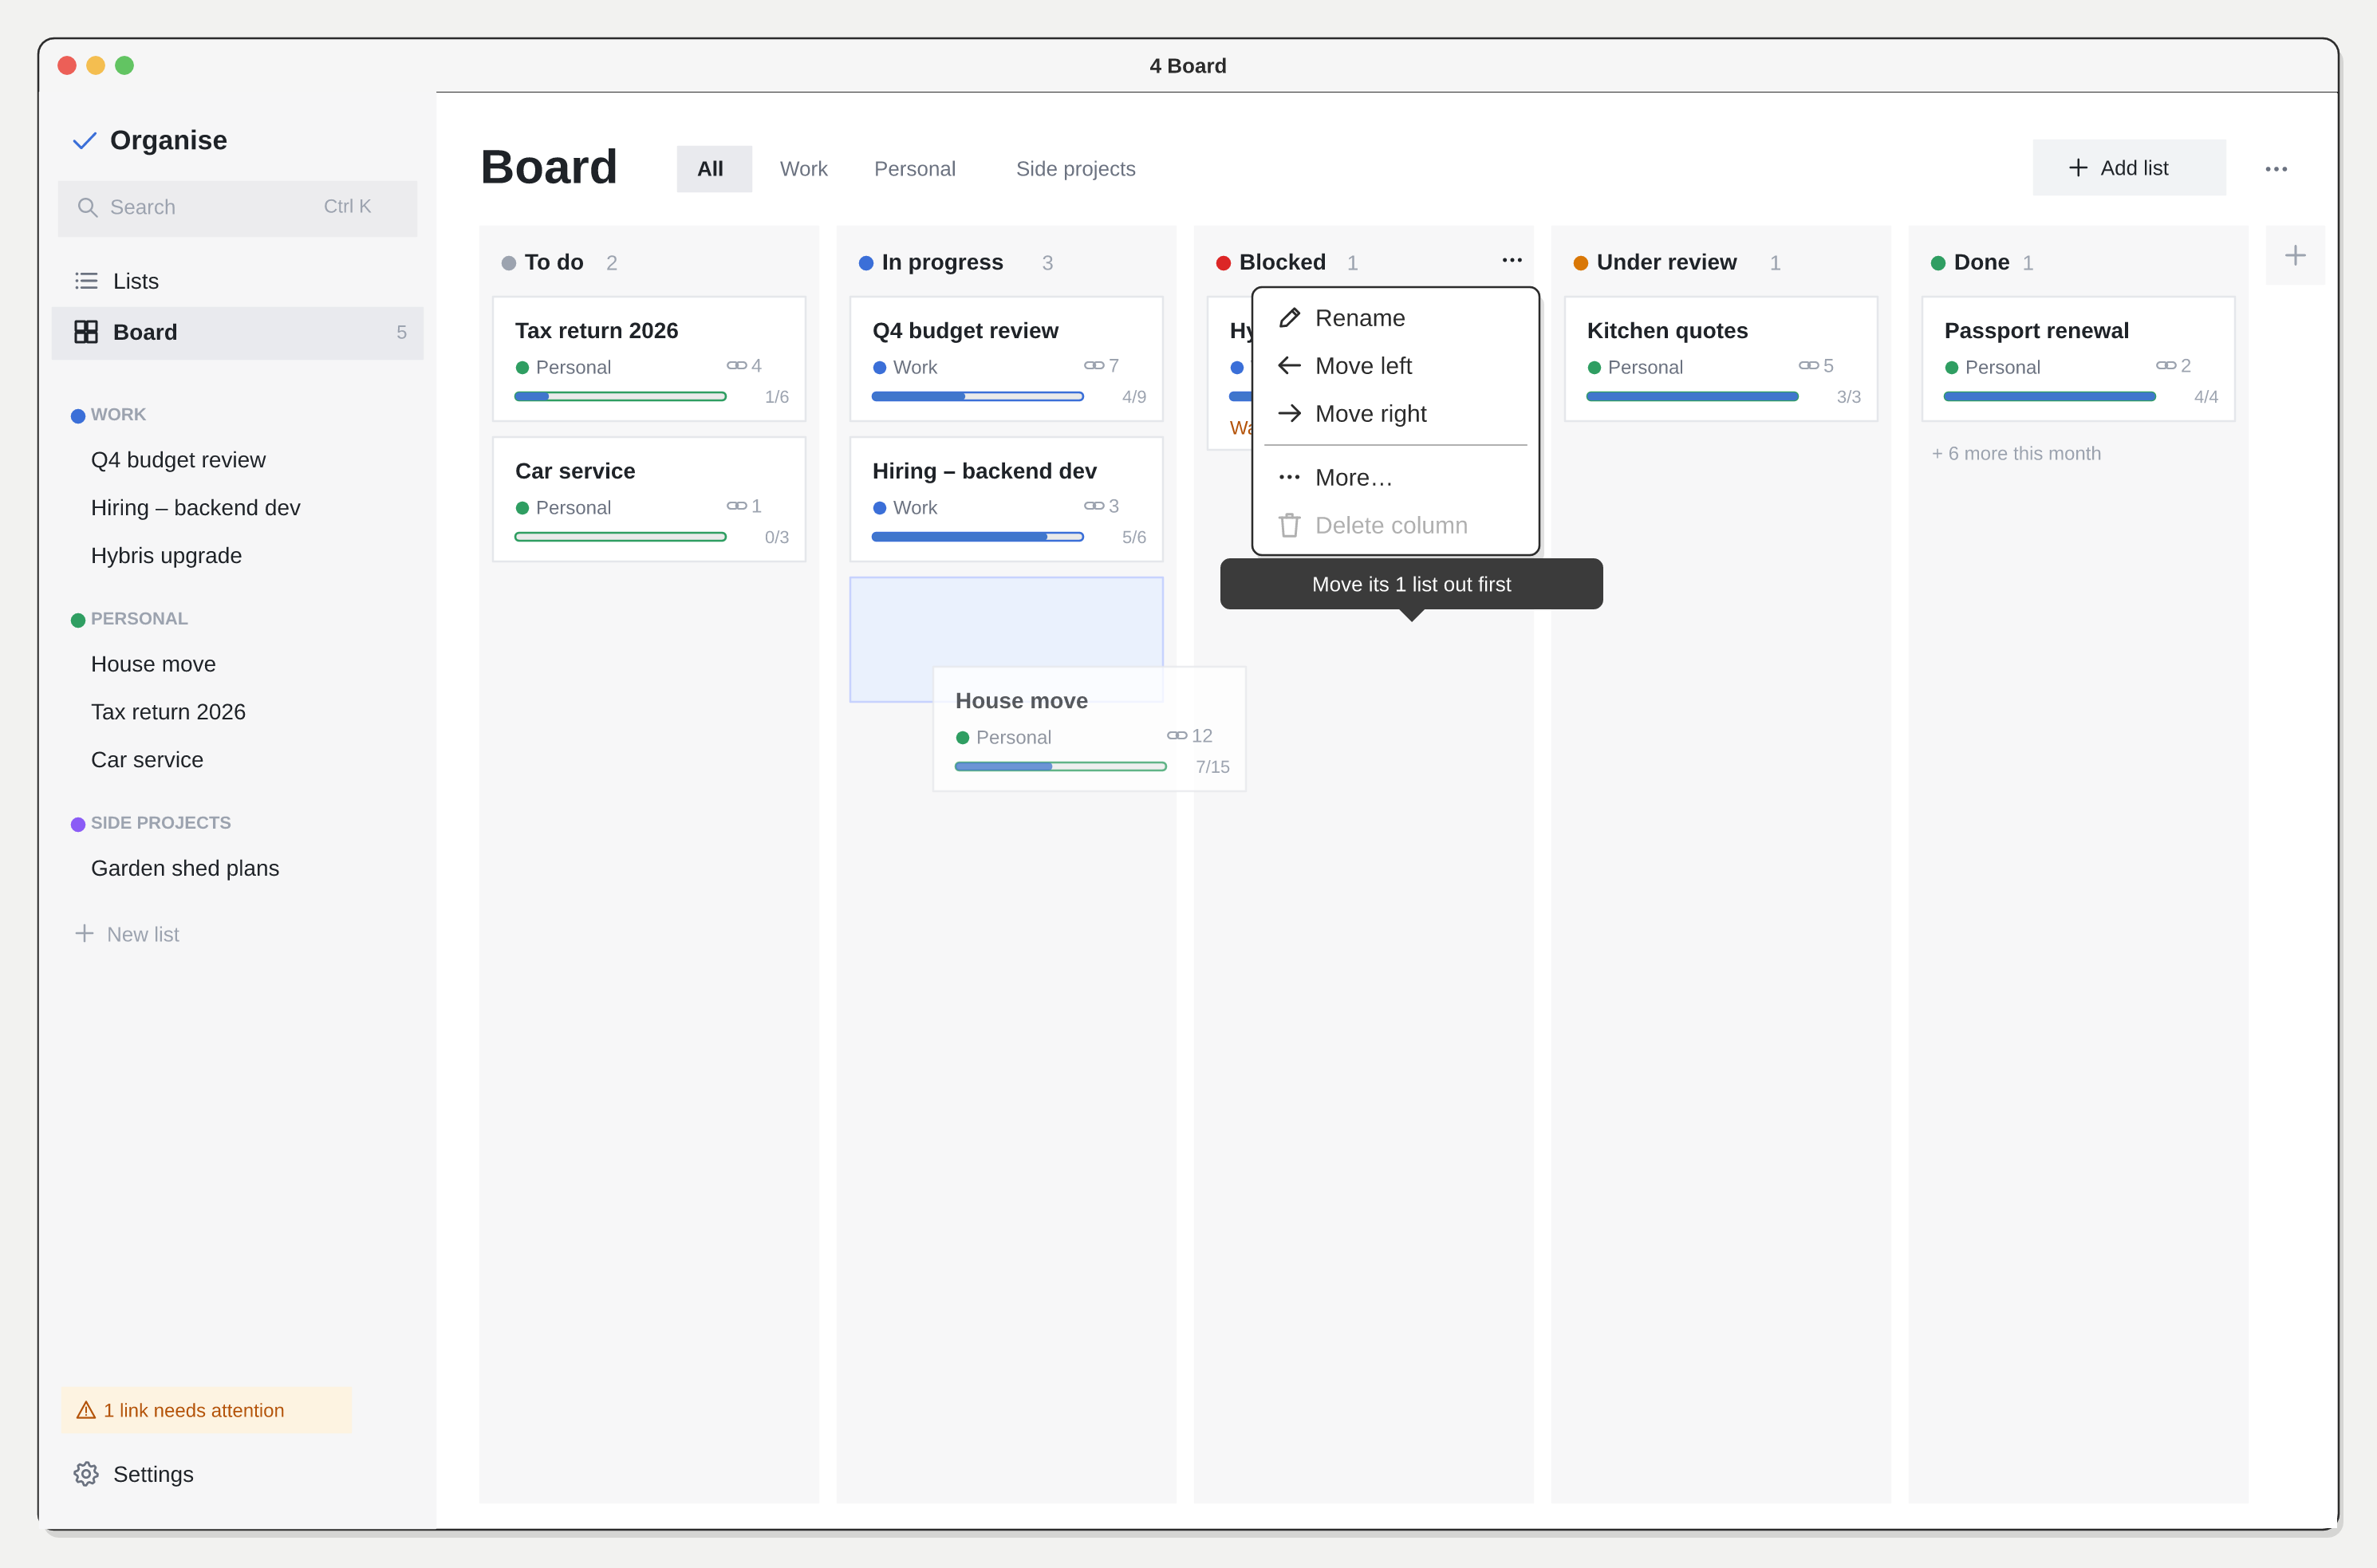 4 Board
Organise
Search Ctrl K
Lists
Board 5
WORK
Q4 budget review
Hiring – backend dev
Hybris upgrade
PERSONAL
House move
Tax return 2026
Car service
SIDE PROJECTS
Garden shed plans
New list
1 link needs attention
Settings
Board All Work Personal Side projects Add list
To do 2
Tax return 2026
Personal 4
1/6
Car service
Personal 1
0/3
In progress 3
Q4 budget review
Work 7
4/9
Hiring – backend dev
Work 3
5/6
House move
Personal 12
7/15
Blocked 1
Rename
Move left
Move right
More…
Delete column
Move its 1 list out first
Under review 1
Kitchen quotes
Personal 5
3/3
Done 1
Passport renewal
Personal 2
4/4
+ 6 more this month